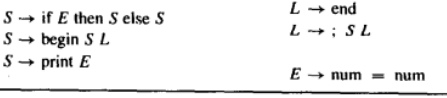 S → if E then S else S
S → begin S L
S → print E
L → end
L → ; S L
E → num = num